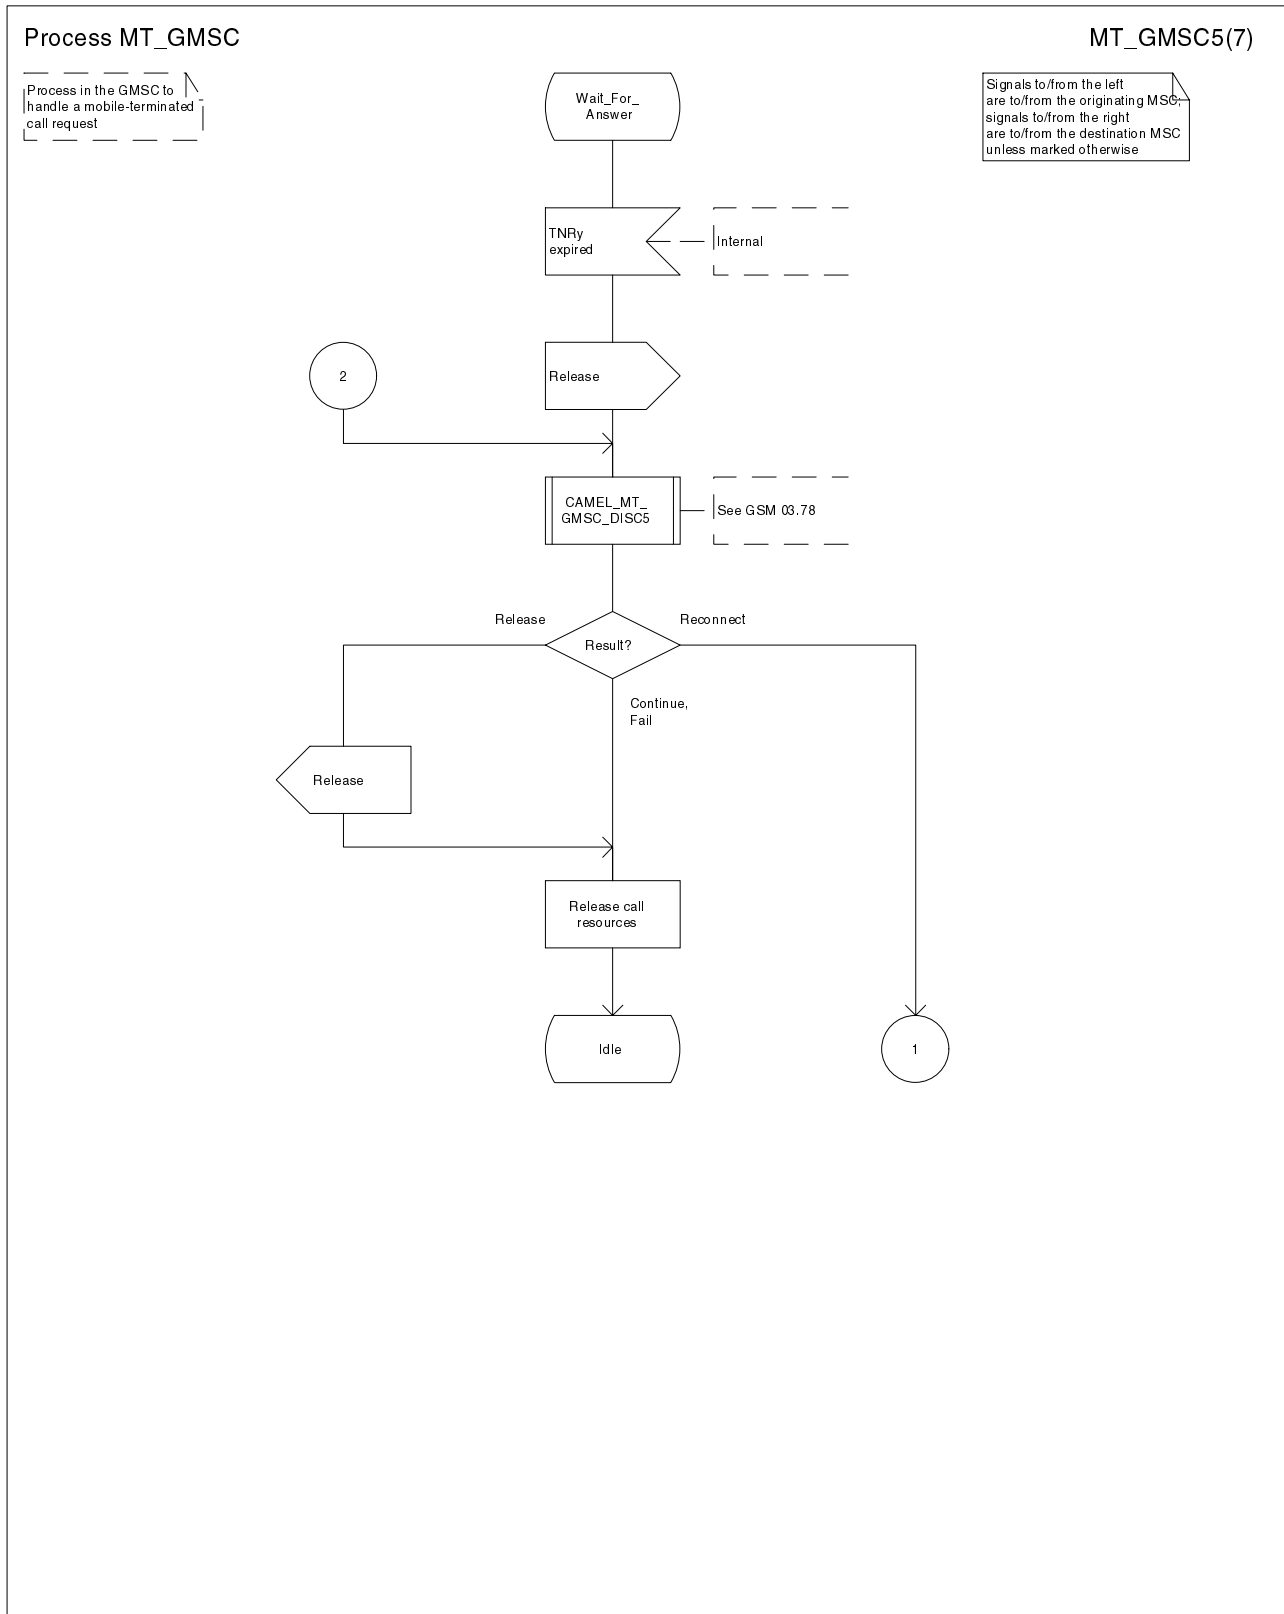 Process MT_GMSC
MT_GMSC5(7)
Process in the GMSC to
handle a mobile-terminated
call request
Signals to/from the left
are to/from the originating MSC;
signals to/from the right
are to/from the destination MSC
unless marked otherwise
Wait_For_
Answer
TNRy
expired
Internal
2
Release
CAMEL_MT_
GMSC_DISC5
See GSM 03.78
Release
Reconnect
Result?
Continue,
Fail
Release
Release call
resources
Idle
1